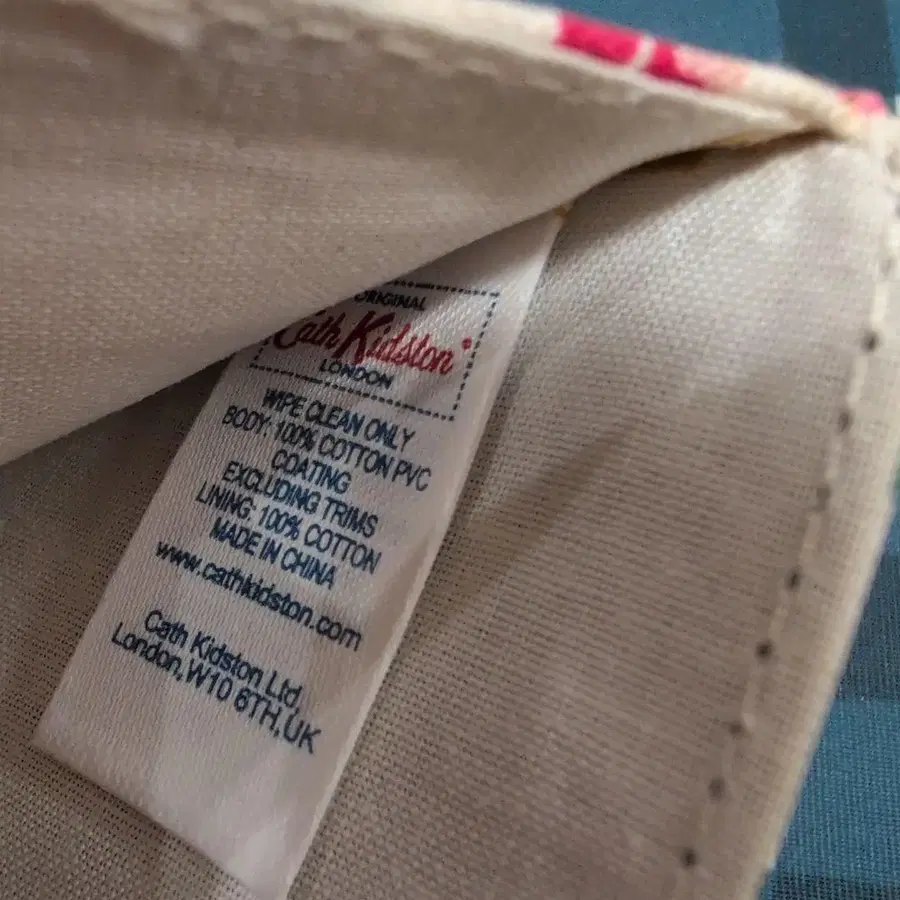 ORIGINAL
Cath Kidston®
LONDON
WIPE CLEAN ONLY
BODY: 100% COTTON PVC
COATING
EXCLUDING TRIMS
LINING: 100% COTTON
MADE IN CHINA
www.cathkidston.com
Cath Kidston Ltd,
London,W10 6TH,UK